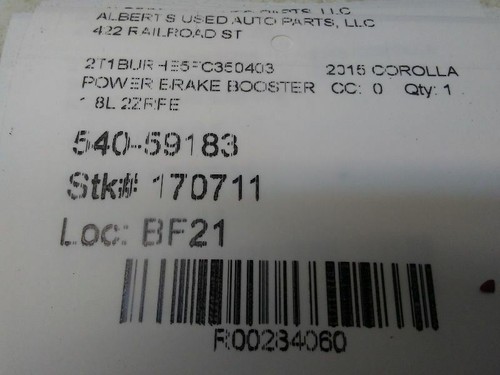 ALBERT S USED AUTO PARTS, LLC
422 RAILROAD ST
2T1BURHE5FC350403 2015 COROLLA
POWER BRAKE BOOSTER CC: 0 Qty: 1
1.8L 2ZRFE
540-59183
Stk# 170711
Loc: BF21
R00284060